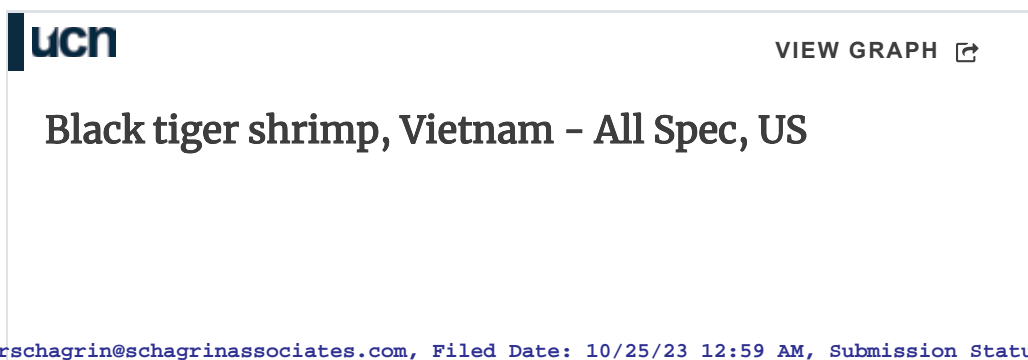 ucn
VIEW GRAPH
Black tiger shrimp, Vietnam - All Spec, US
rschagrin@schagrinassociates.com, Filed Date: 10/25/23 12:59 AM, Submission Statu